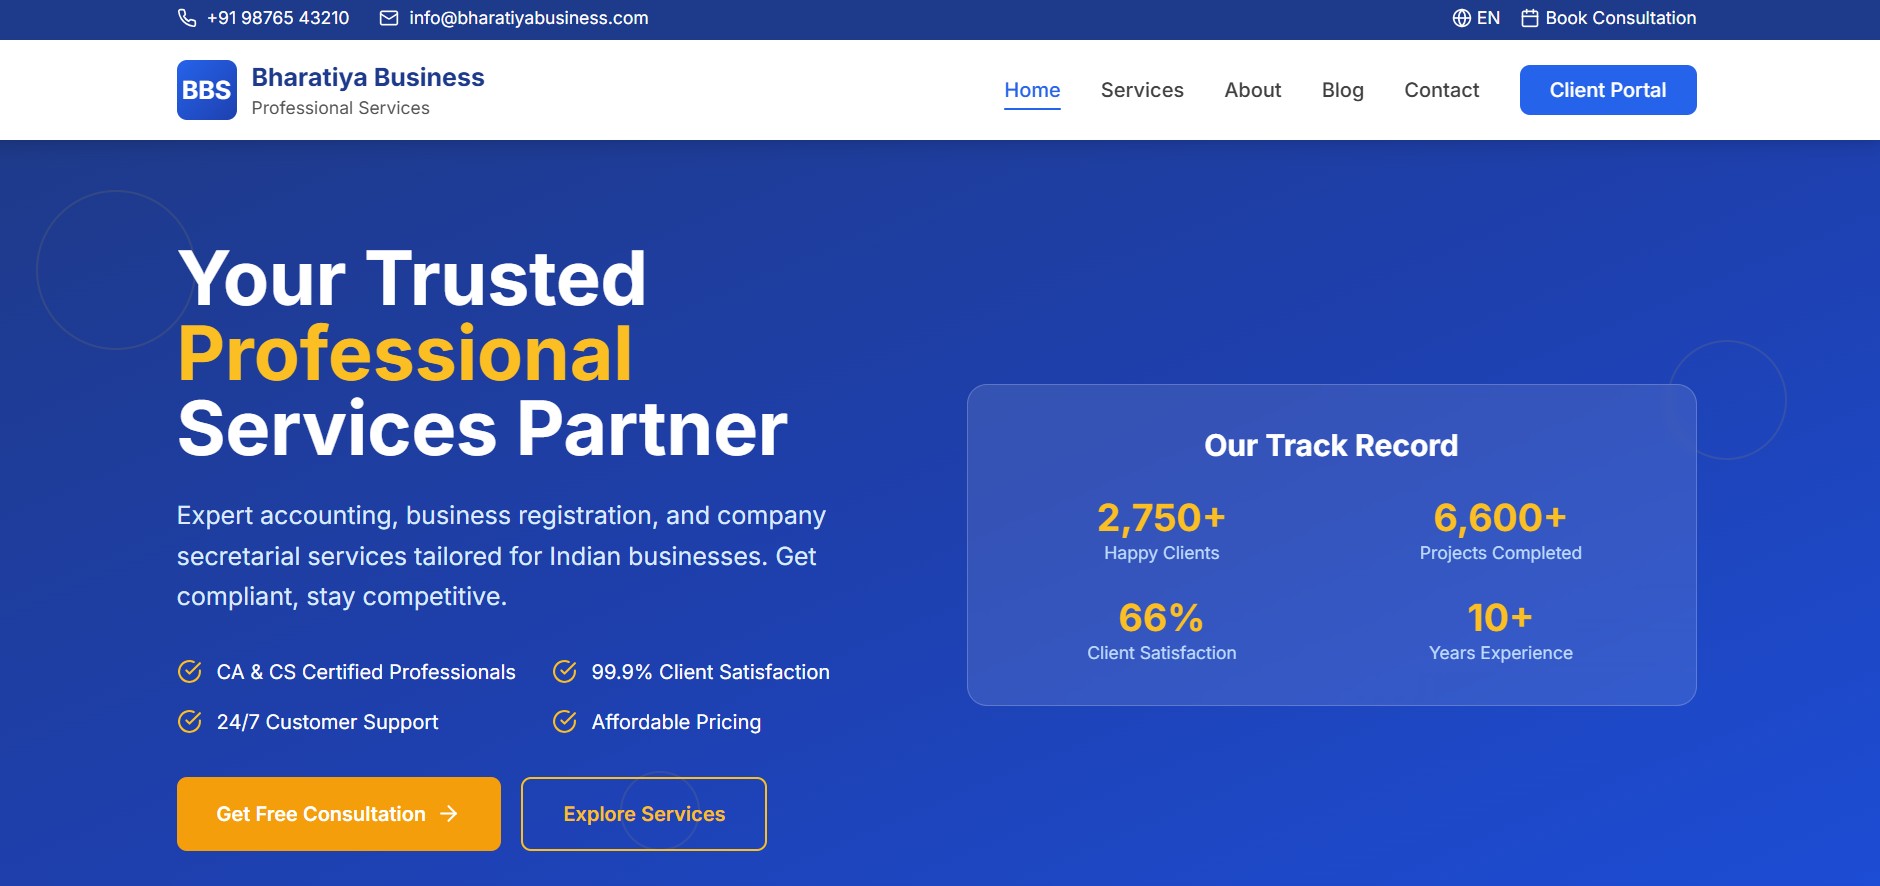 +91 98765 43210
info@bharatiyabusiness.com
EN
Book Consultation
BBS
Bharatiya Business
Professional Services
Home
Services
About
Blog
Contact
Client Portal
Your Trusted
Professional
Services Partner
Expert accounting, business registration, and company
secretarial services tailored for Indian businesses. Get
compliant, stay competitive.
CA & CS Certified Professionals
99.9% Client Satisfaction
24/7 Customer Support
Affordable Pricing
Get Free Consultation
Explore Services
Our Track Record
2,750+
Happy Clients
6,600+
Projects Completed
66%
Client Satisfaction
10+
Years Experience